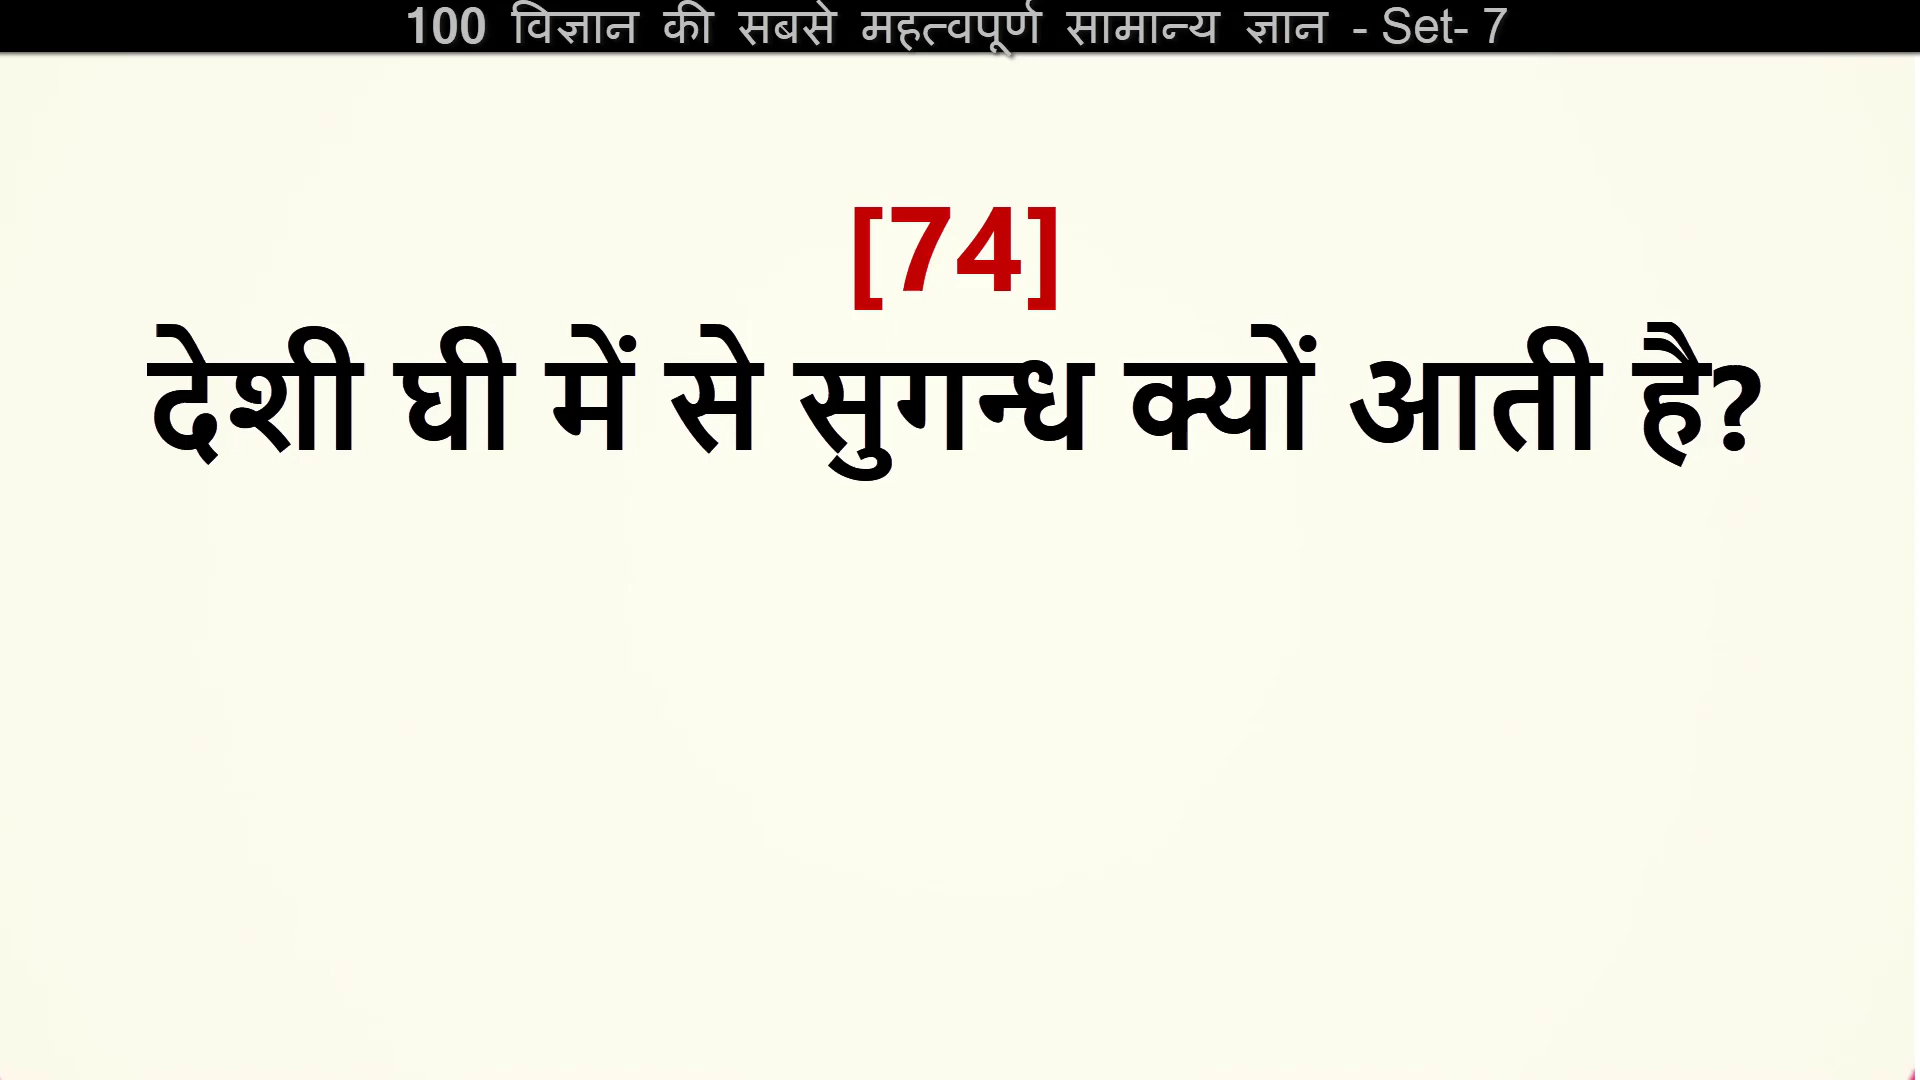 100 विज्ञान की सबसे महत्वपूर्ण सामान्य ज्ञान - Set- 7
[74]
देशी घी में से सुगन्ध क्यों आती है?